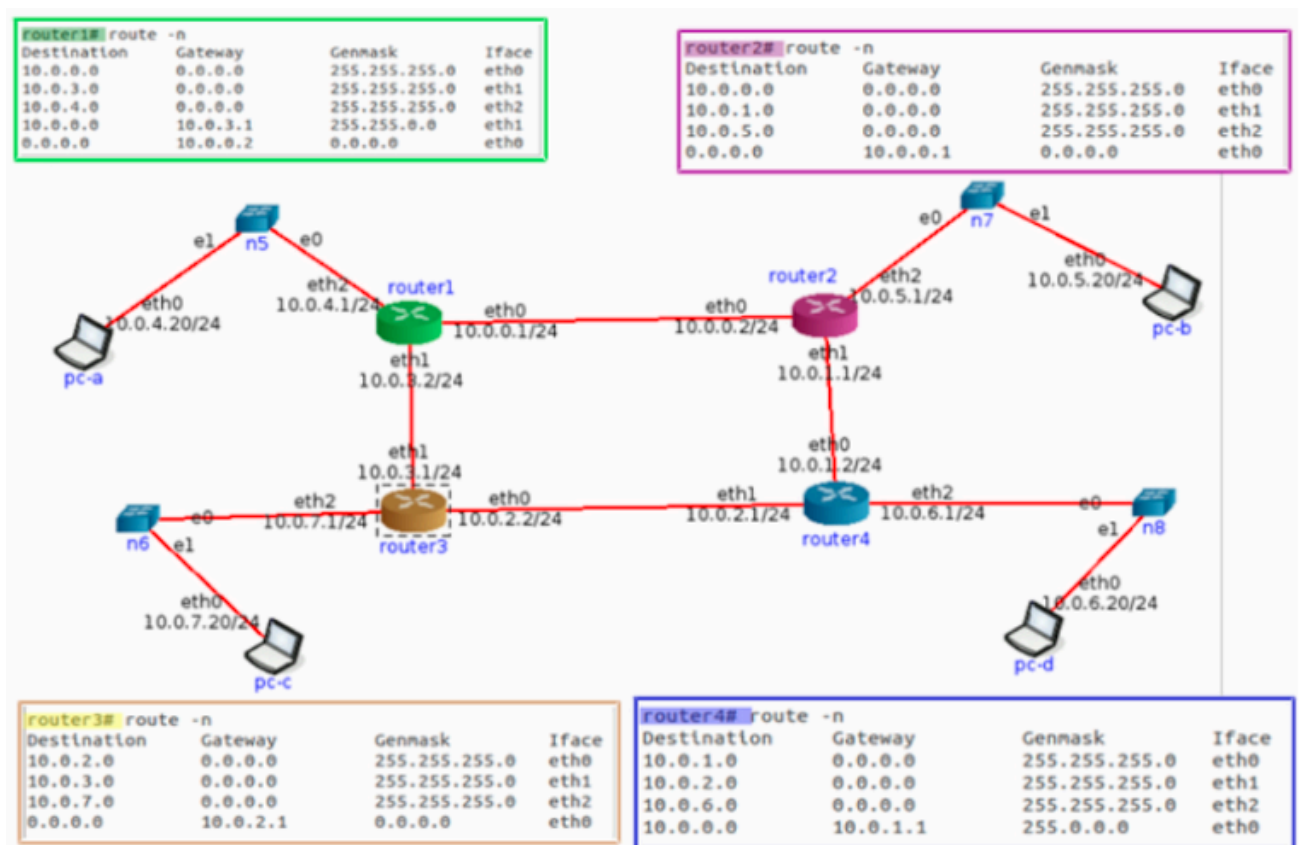 router1# route -n
Destination Gateway Genmask Iface
10.0.0.0 0.0.0.0 255.255.255.0 eth0
10.0.3.0 0.0.0.0 255.255.255.0 eth1
10.0.4.0 0.0.0.0 255.255.255.0 eth2
10.0.0.0 10.0.3.1 255.255.0.0 eth1
0.0.0.0 10.0.0.2 0.0.0.0 eth0
router2# route -n
Destination Gateway Genmask Iface
10.0.0.0 0.0.0.0 255.255.255.0 eth0
10.0.1.0 0.0.0.0 255.255.255.0 eth1
10.0.5.0 0.0.0.0 255.255.255.0 eth2
0.0.0.0 10.0.0.1 0.0.0.0 eth0
n5
e1
e0
eth2
10.0.4.1/24
eth0
10.0.4.20/24
pc-a
router1
eth0
10.0.0.1/24
eth1
10.0.3.2/24
router2
eth0
10.0.0.2/24
eth2
10.0.5.1/24
eth1
10.0.1.1/24
n7
e0
e1
eth0
10.0.5.20/24
pc-b
eth1
10.0.3.1/24
eth2
10.0.7.1/24
eth0
10.0.2.2/24
router3
n6
e0
e1
eth0
10.0.7.20/24
pc-c
eth0
10.0.1.2/24
eth1
10.0.2.1/24
eth2
10.0.6.1/24
router4
e0
n8
e1
eth0
10.0.6.20/24
pc-d
router3# route -n
Destination Gateway Genmask Iface
10.0.2.0 0.0.0.0 255.255.255.0 eth0
10.0.3.0 0.0.0.0 255.255.255.0 eth1
10.0.7.0 0.0.0.0 255.255.255.0 eth2
0.0.0.0 10.0.2.1 0.0.0.0 eth0
router4# route -n
Destination Gateway Genmask Iface
10.0.1.0 0.0.0.0 255.255.255.0 eth0
10.0.2.0 0.0.0.0 255.255.255.0 eth1
10.0.6.0 0.0.0.0 255.255.255.0 eth2
10.0.0.0 10.0.1.1 255.0.0.0 eth0